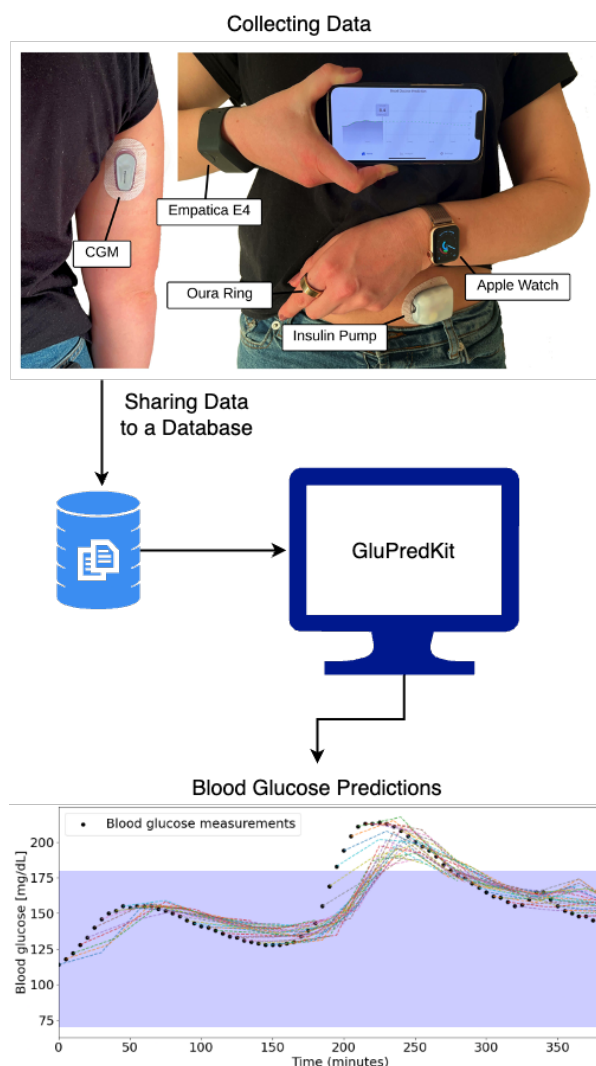 Collecting Data
Empatica E4
CGM
Oura Ring
Apple Watch
Insulin Pump
Sharing Data
to a Database
GluPredKit
Blood Glucose Predictions
Blood glucose measurements
Blood glucose [mg/dL]
200
175
150
125
100
75
0
50
100
150
200
250
300
350
Time (minutes)